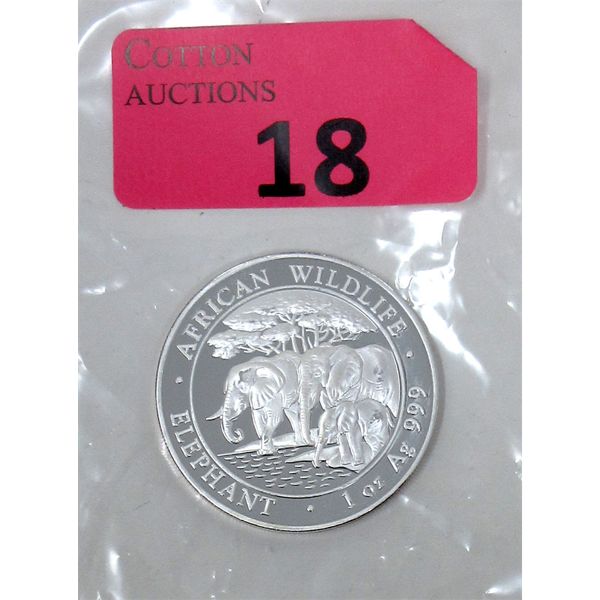 COTTON
AUCTIONS
18
AFRICAN WILDLIFE
ELEPHANT · 1 oz Ag 999